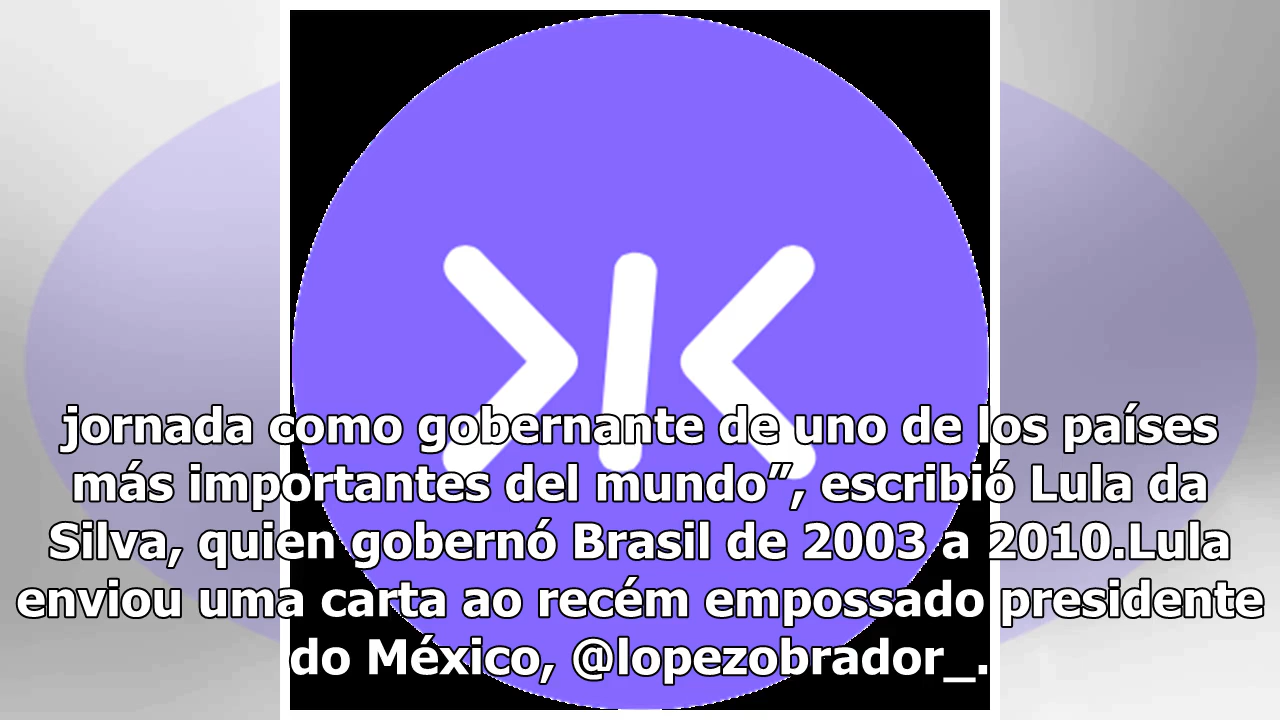 jornada como gobernante de uno de los países
más importantes del mundo”, escribió Lula da
Silva, quien gobernó Brasil de 2003 a 2010.Lula
enviou uma carta ao recém empossado presidente
do México, @lopezobrador_.